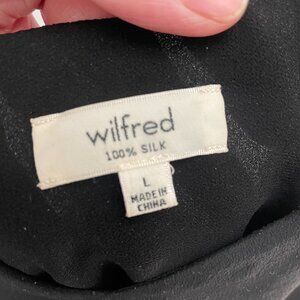 wilfred
100% SILK
L
MADE IN
CHINA